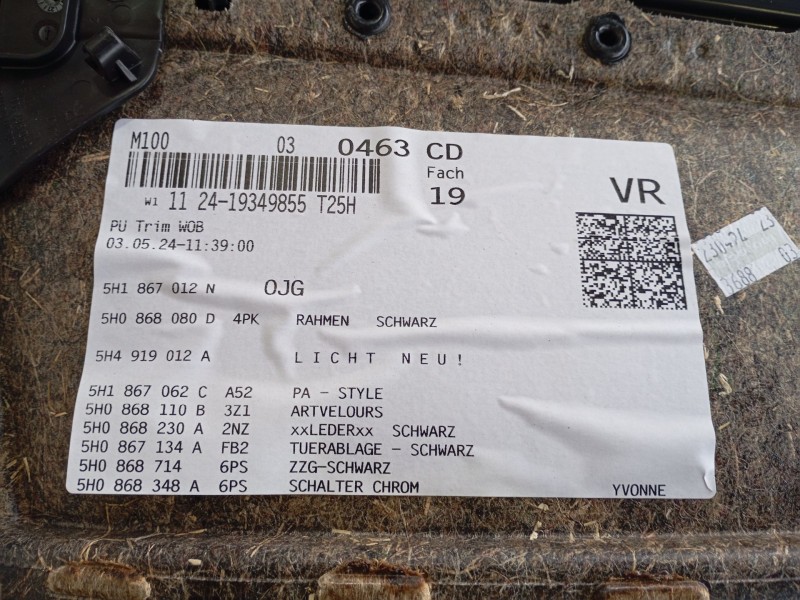 M100 03 0463 CD
Fach
W1 11 24-19349855 T25H 19 VR
PU Trim WOB
03.05.24-11:39:00
5H1 867 012 N OJG
5H0 868 080 D 4PK RAHMEN SCHWARZ
5H4 919 012 A LICHT NEU!
5H1 867 062 C A52 PA - STYLE
5H0 868 110 B 3Z1 ARTVELOURS
5H0 868 230 A 2NZ xxLEDERxx SCHWARZ
5H0 867 134 A FB2 TUERABLAGE - SCHWARZ
5H0 868 714 6PS ZZG-SCHWARZ
5H0 868 348 A 6PS SCHALTER CHROM YVONNE